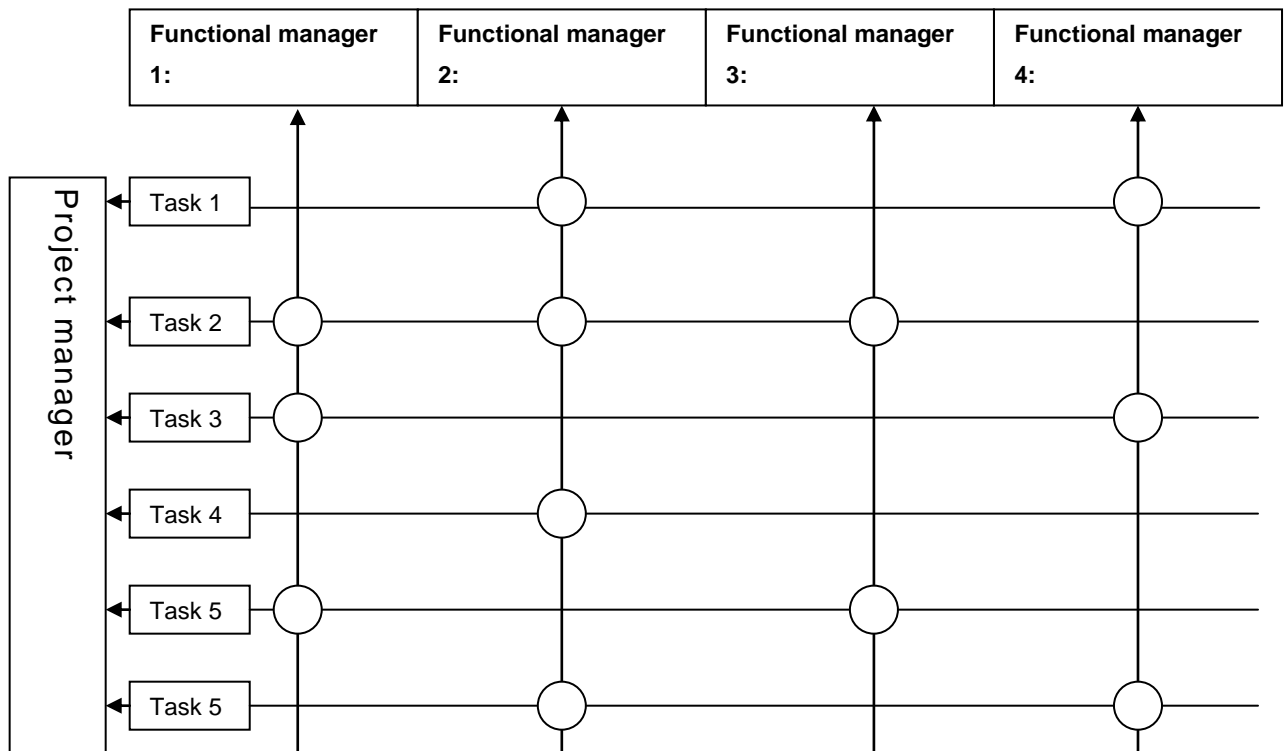 Functional manager
1:
Functional manager
2:
Functional manager
3:
Functional manager
4:
Project manager
Task 1
Task 2
Task 3
Task 4
Task 5
Task 5